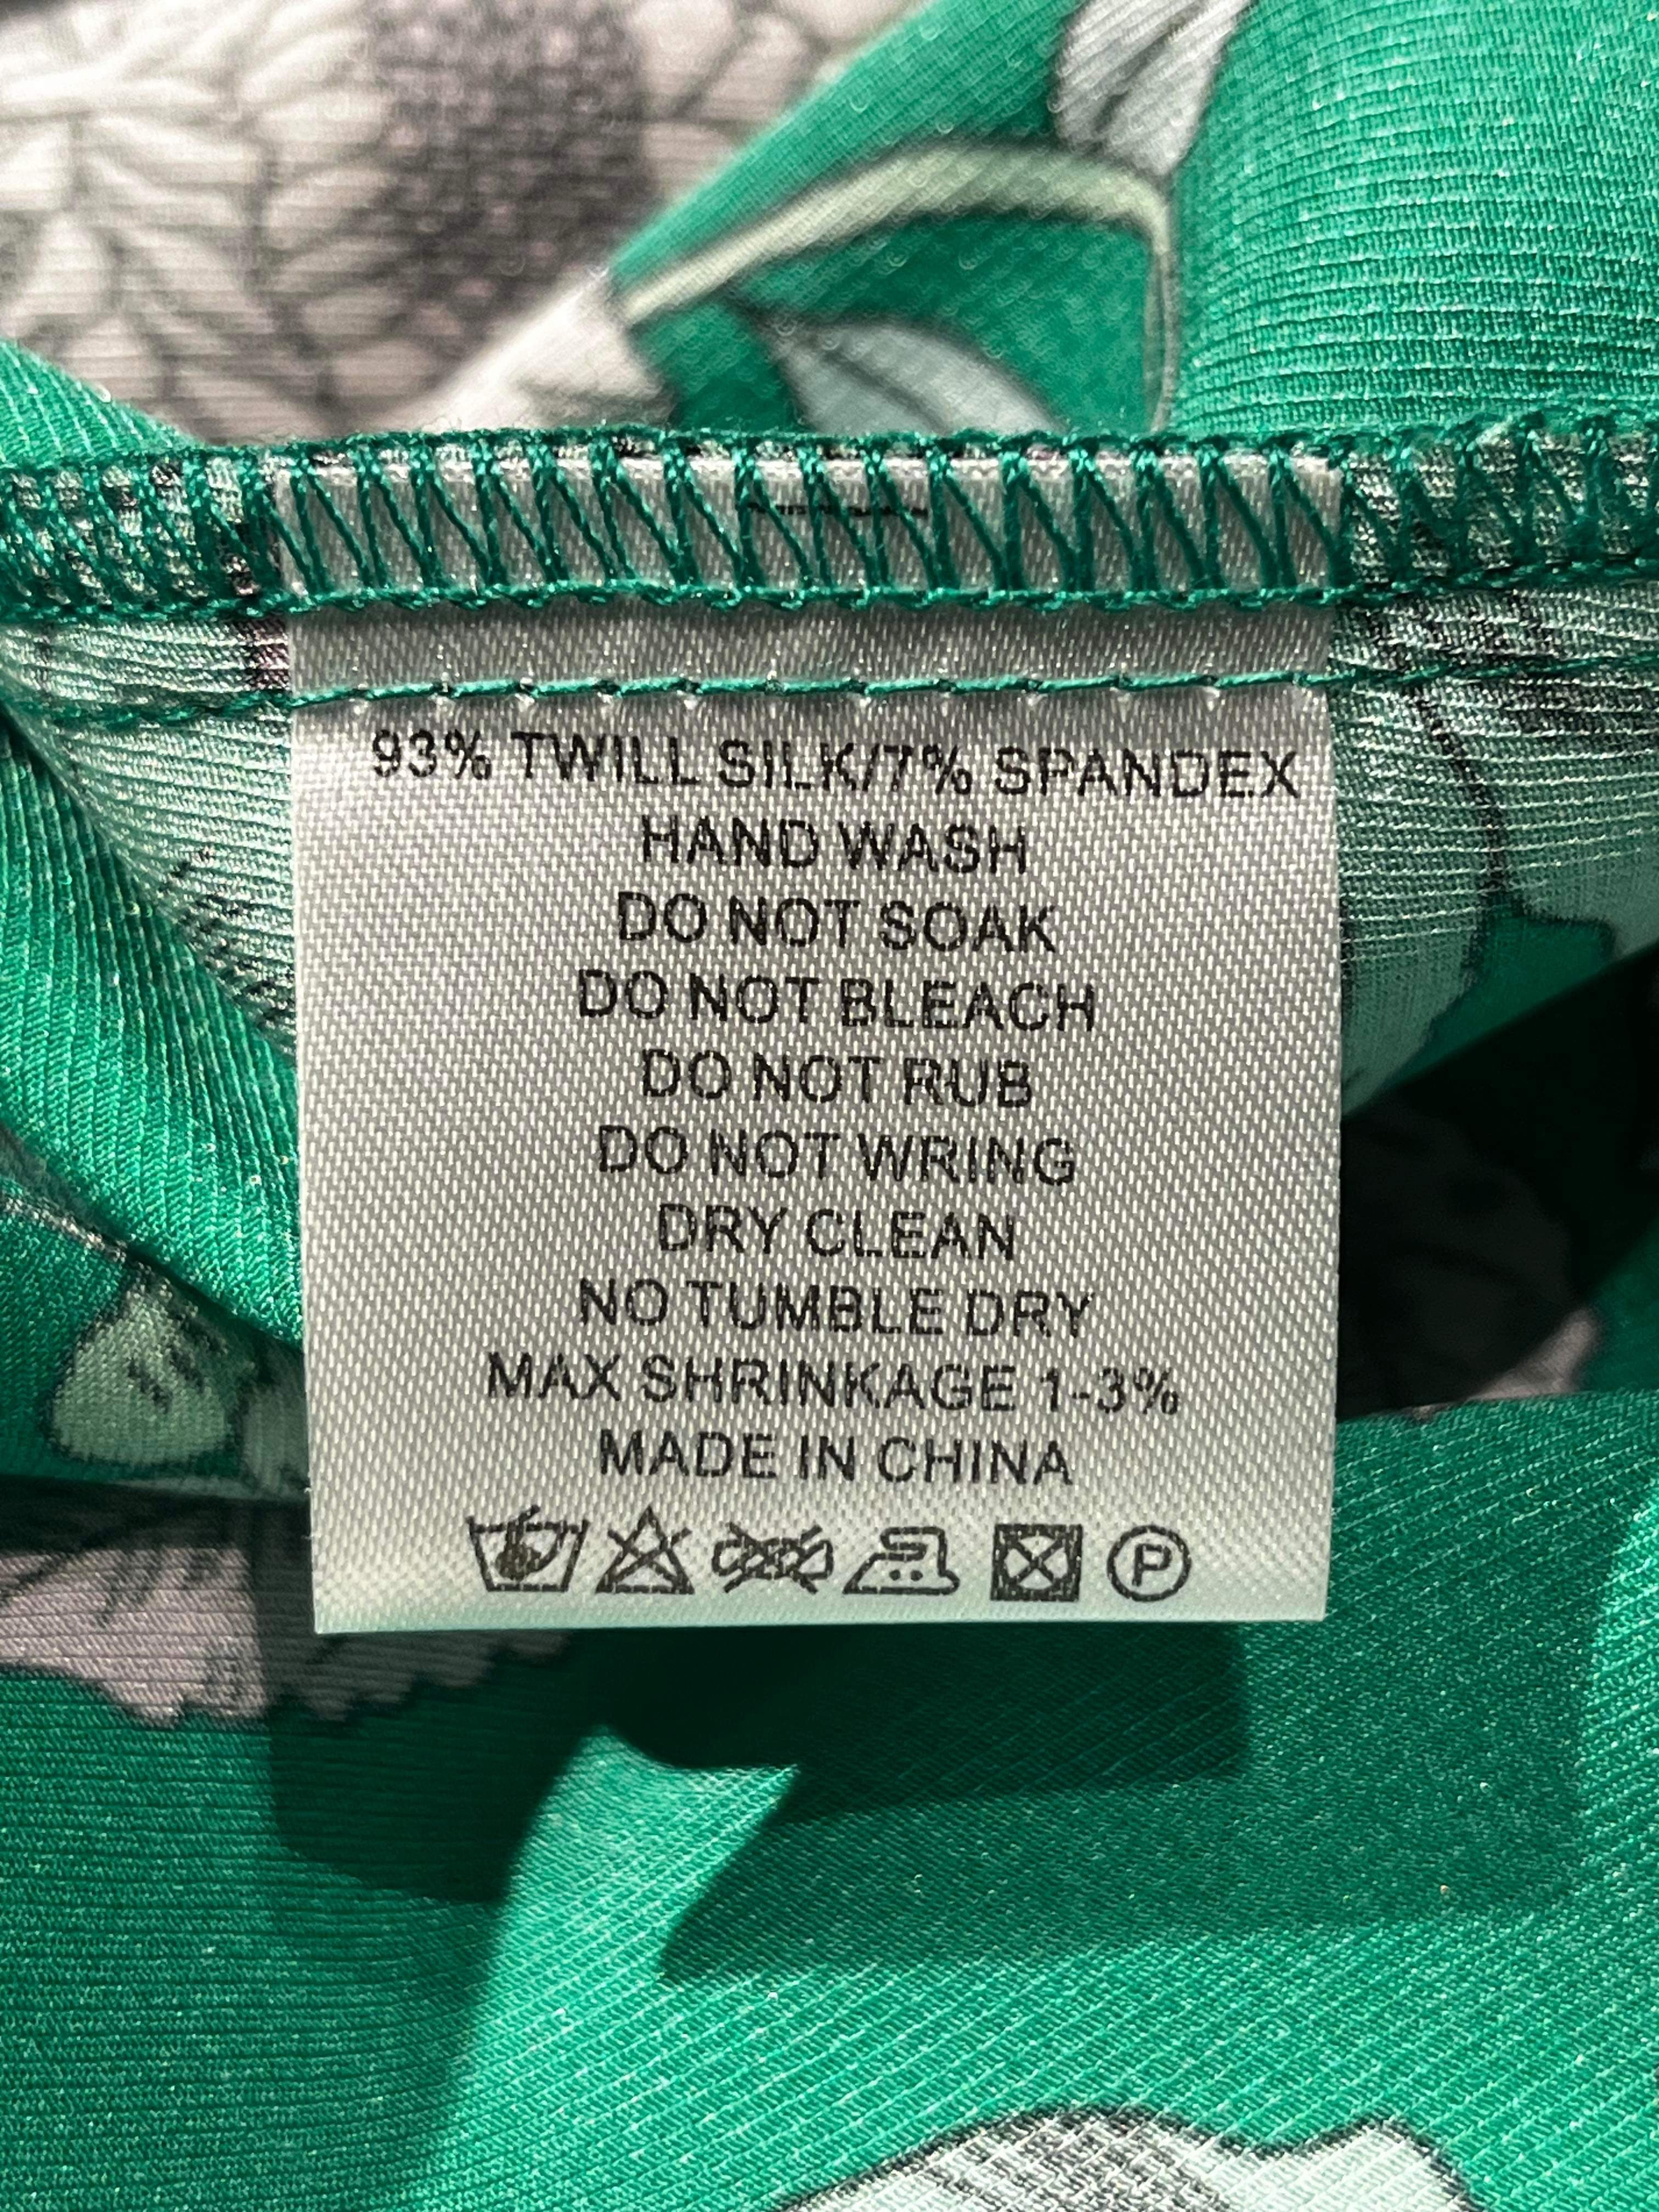 93% TWILL SILK/7% SPANDEX
HAND WASH
DO NOT SOAK
DO NOT BLEACH
DO NOT RUB
DO NOT WRING
DRY CLEAN
NO TUMBLE DRY
MAX SHRINKAGE 1-3%
MADE IN CHINA
P